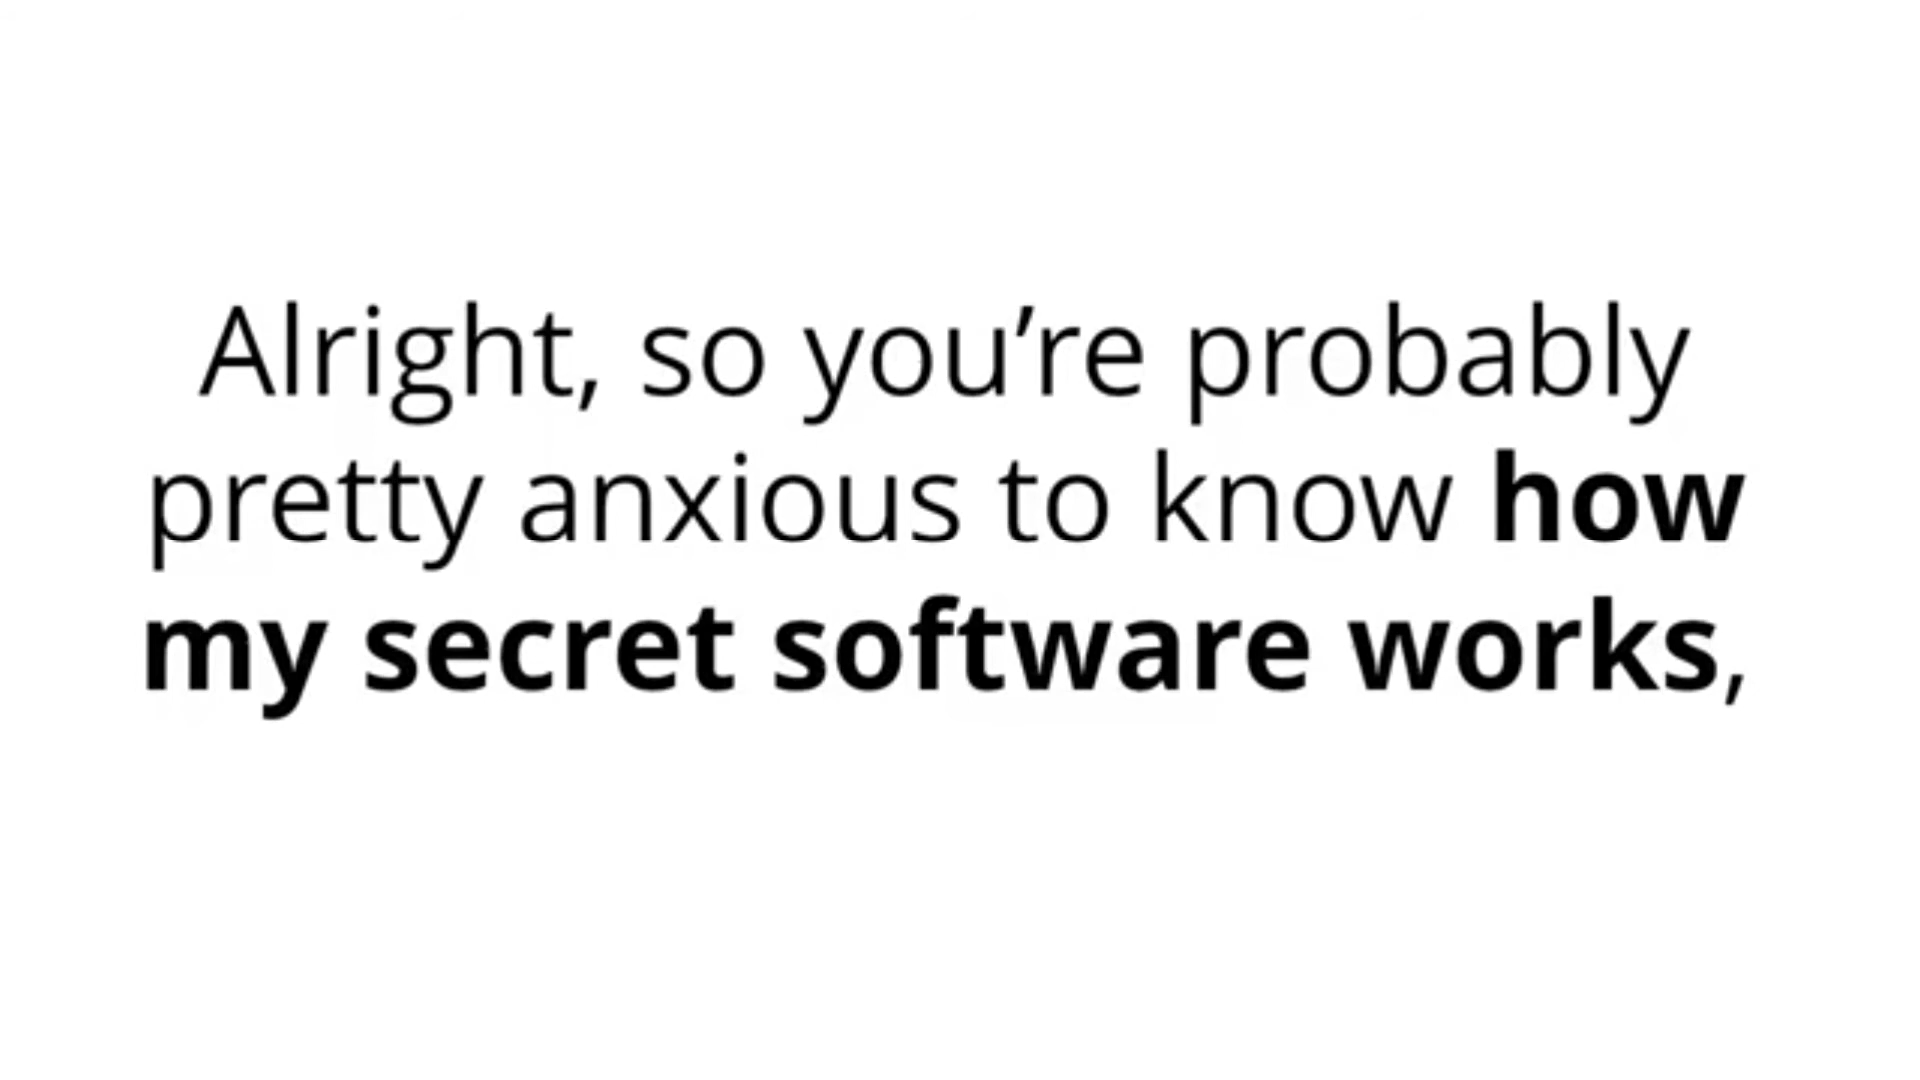 Alright, so you’re probably
pretty anxious to know how
my secret software works,